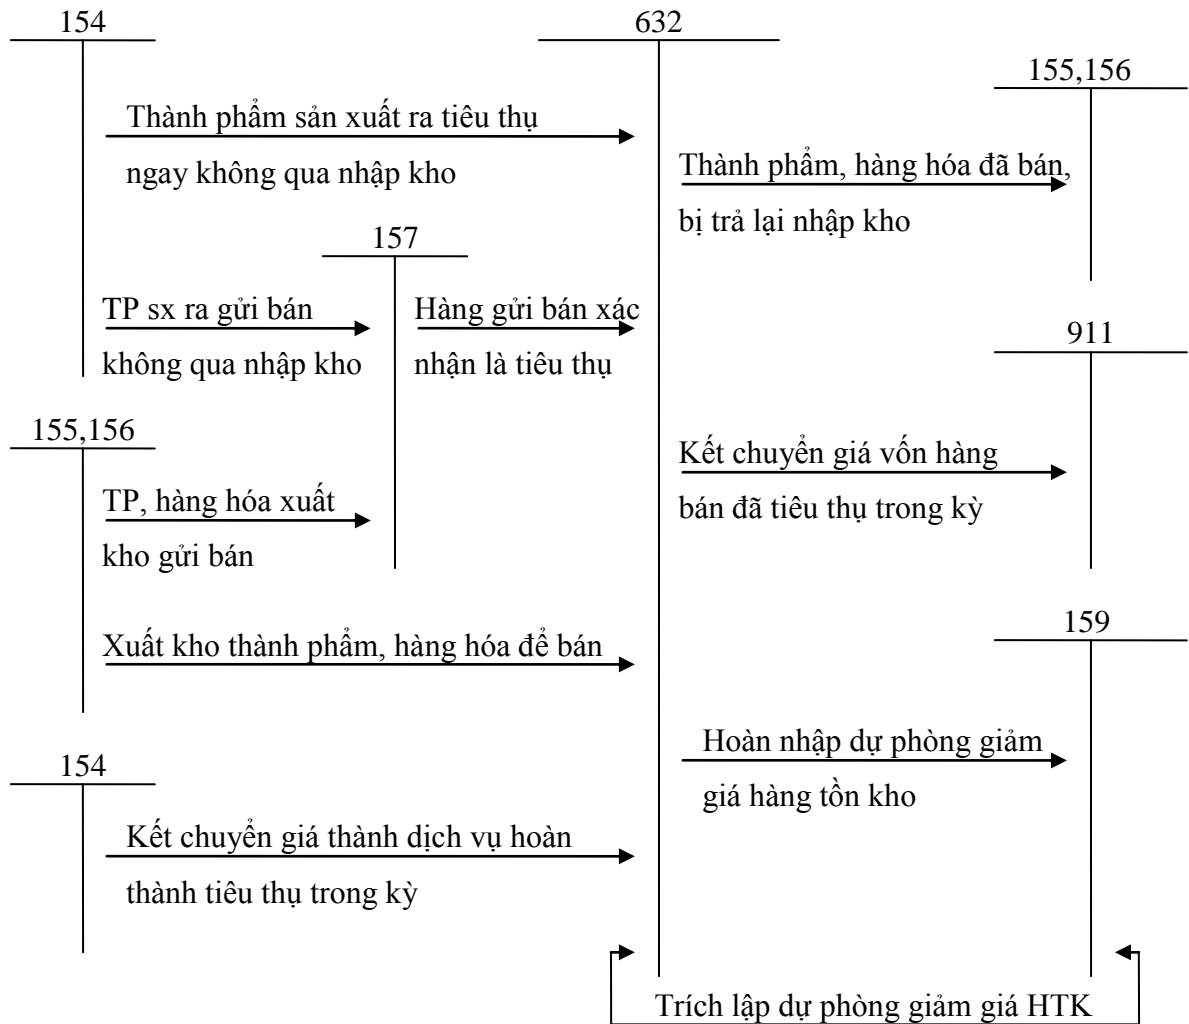 154
632
155,156
Thành phẩm sản xuất ra tiêu thụ
ngay không qua nhập kho
Thành phẩm, hàng hóa đã bán,
bị trả lại nhập kho
157
TP sx ra gửi bán
không qua nhập kho
Hàng gửi bán xác
nhận là tiêu thụ
911
155,156
Kết chuyển giá vốn hàng
bán đã tiêu thụ trong kỳ
TP, hàng hóa xuất
kho gửi bán
159
Xuất kho thành phẩm, hàng hóa để bán
Hoàn nhập dự phòng giảm
giá hàng tồn kho
154
Kết chuyển giá thành dịch vụ hoàn
thành tiêu thụ trong kỳ
Trích lập dự phòng giảm giá HTK